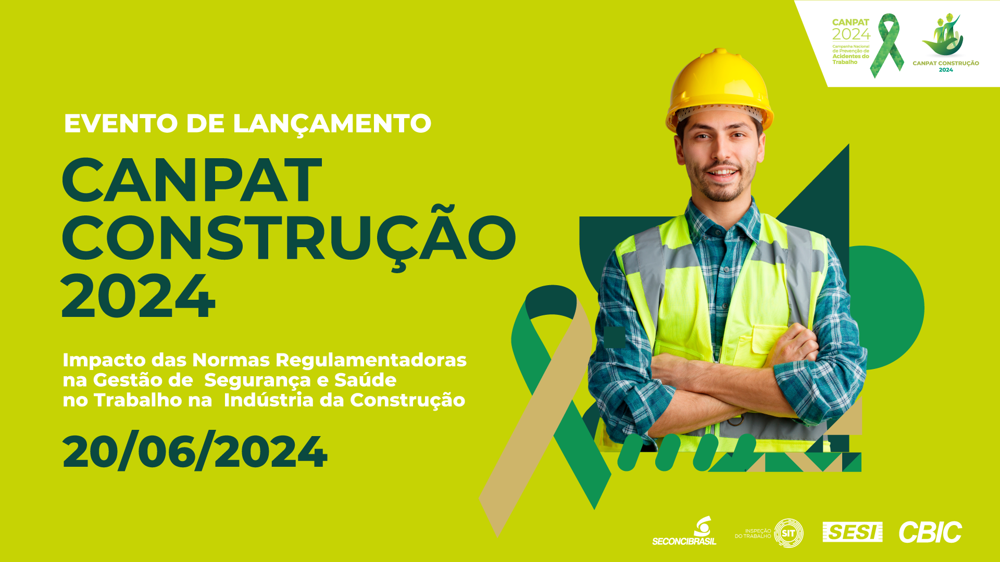 CANPAT
2024
Campanha Nacional
de Prevenção de
Acidentes do
Trabalho
CANPAT CONSTRUÇÃO
2024
EVENTO DE LANÇAMENTO
CANPAT
CONSTRUÇÃO
2024
Impacto das Normas Regulamentadoras
na Gestão de  Segurança e Saúde
no Trabalho na  Indústria da Construção
20/06/2024
SECONCIBRASIL
INSPEÇÃO
DO TRABALHO
SIT
SESI
CBIC